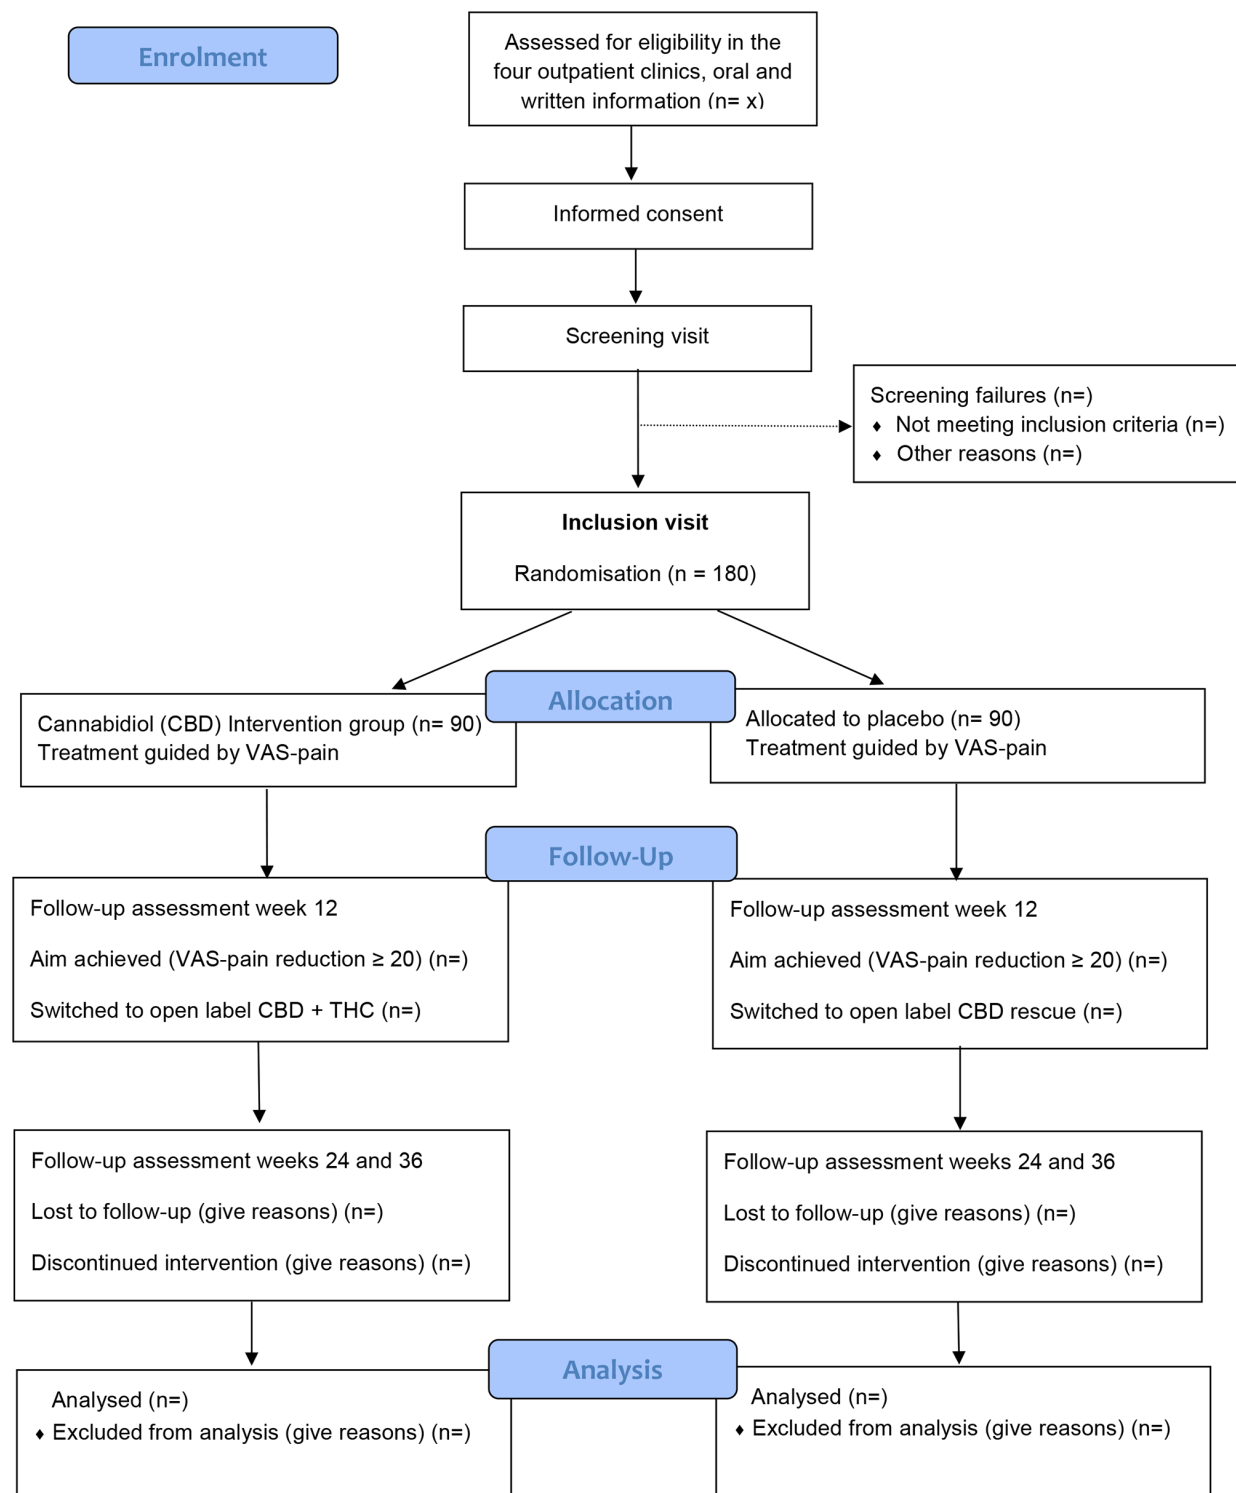 Enrolment
Assessed for eligibility in the
four outpatient clinics, oral and
written information (n= x)
Informed consent
Screening visit
Screening failures (n=)
♦ Not meeting inclusion criteria (n=)
♦ Other reasons (n=)
Inclusion visit
Randomisation (n = 180)
Allocation
Cannabidiol (CBD) Intervention group (n= 90)
Treatment guided by VAS-pain
Allocated to placebo (n= 90)
Treatment guided by VAS-pain
Follow-Up
Follow-up assessment week 12
Aim achieved (VAS-pain reduction ≥ 20) (n=)
Switched to open label CBD + THC (n=)
Follow-up assessment week 12
Aim achieved (VAS-pain reduction ≥ 20) (n=)
Switched to open label CBD rescue (n=)
Follow-up assessment weeks 24 and 36
Lost to follow-up (give reasons) (n=)
Discontinued intervention (give reasons) (n=)
Follow-up assessment weeks 24 and 36
Lost to follow-up (give reasons) (n=)
Discontinued intervention (give reasons) (n=)
Analysis
Analysed (n=)
♦ Excluded from analysis (give reasons) (n=)
Analysed (n=)
♦ Excluded from analysis (give reasons) (n=)